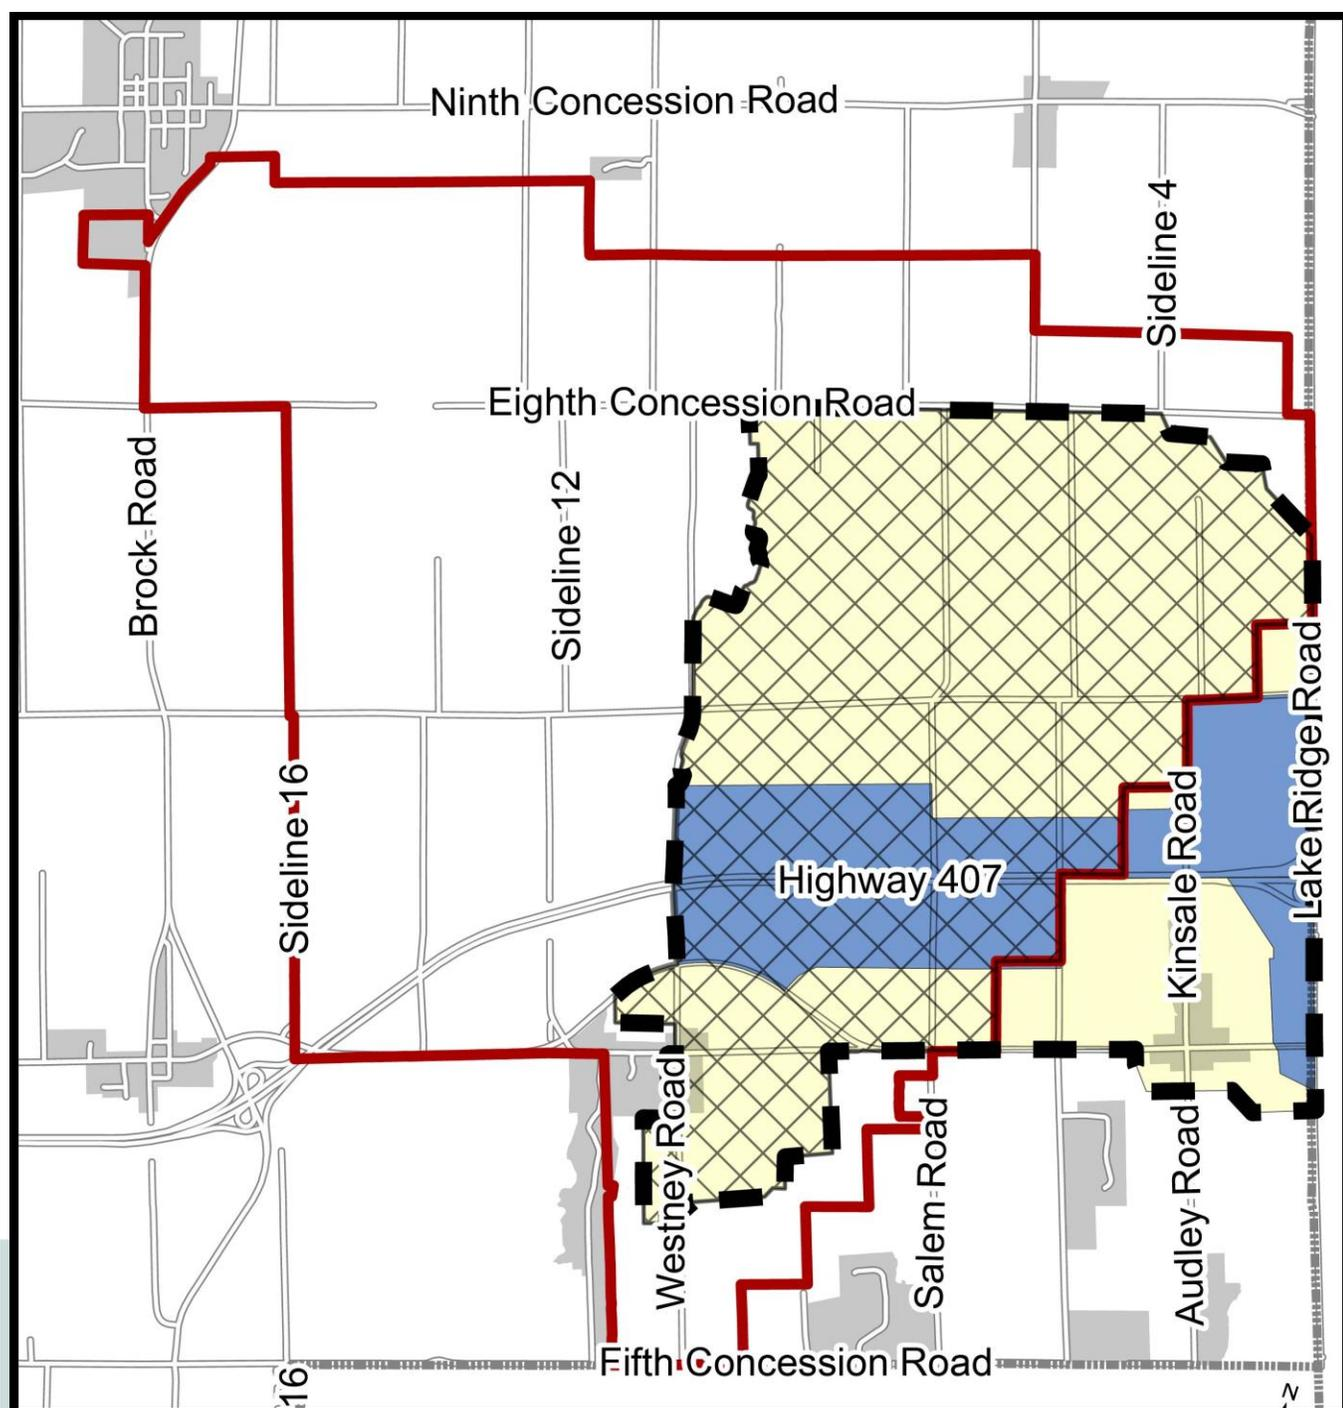 Ninth Concession Road
Sideline 4
Eighth Concession Road
Brock Road
Sideline 12
Sideline 16
Highway 407
Kinsale Road
Lake Ridge Road
Westney Road
Salem Road
Audley Road
Fifth Concession Road
16
N